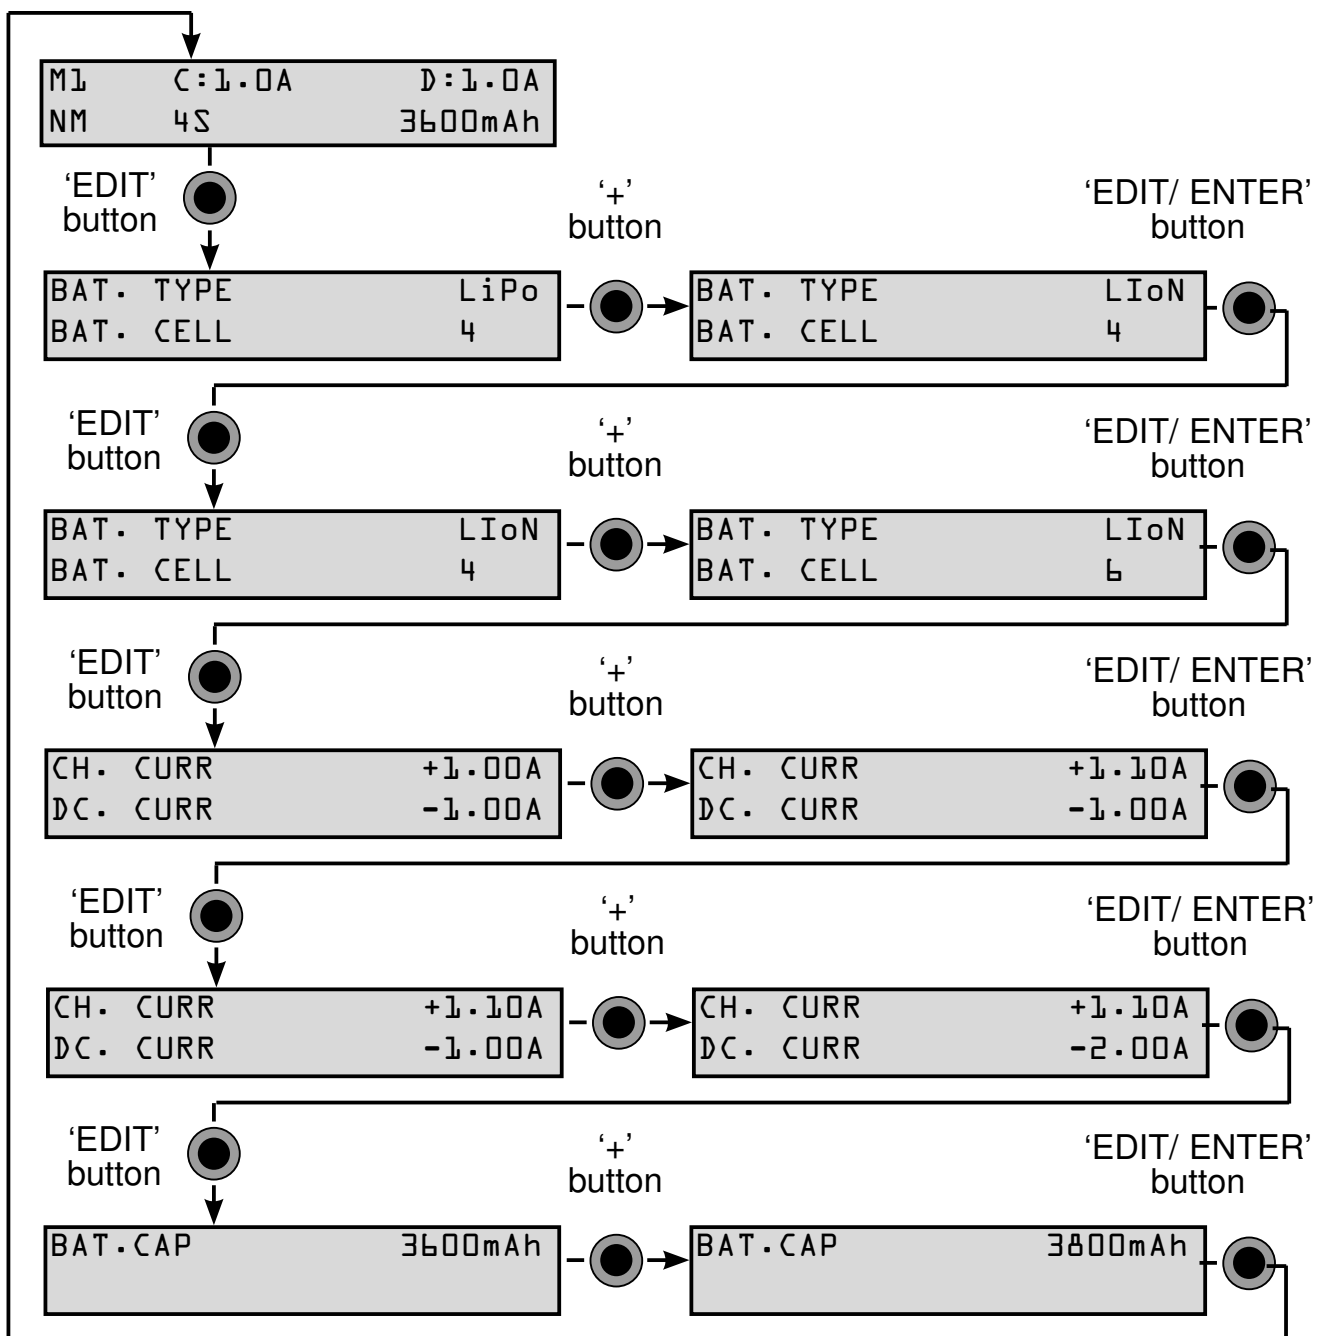 M1 C:1.0A D:1.0A
NM 4S 3600mAh
‘EDIT’
button
‘+’
button
‘EDIT/ ENTER’
button
BAT. TYPE LiPo
BAT. CELL 4
BAT. TYPE LIoN
BAT. CELL 4
‘EDIT’
button
‘+’
button
‘EDIT/ ENTER’
button
BAT. TYPE LIoN
BAT. CELL 4
BAT. TYPE LIoN
BAT. CELL 6
‘EDIT’
button
‘+’
button
‘EDIT/ ENTER’
button
CH. CURR +1.00A
DC. CURR -1.00A
CH. CURR +1.10A
DC. CURR -1.00A
‘EDIT’
button
‘+’
button
‘EDIT/ ENTER’
button
CH. CURR +1.10A
DC. CURR -1.00A
CH. CURR +1.10A
DC. CURR -2.00A
‘EDIT’
button
‘+’
button
‘EDIT/ ENTER’
button
BAT.CAP 3600mAh
BAT.CAP 3800mAh